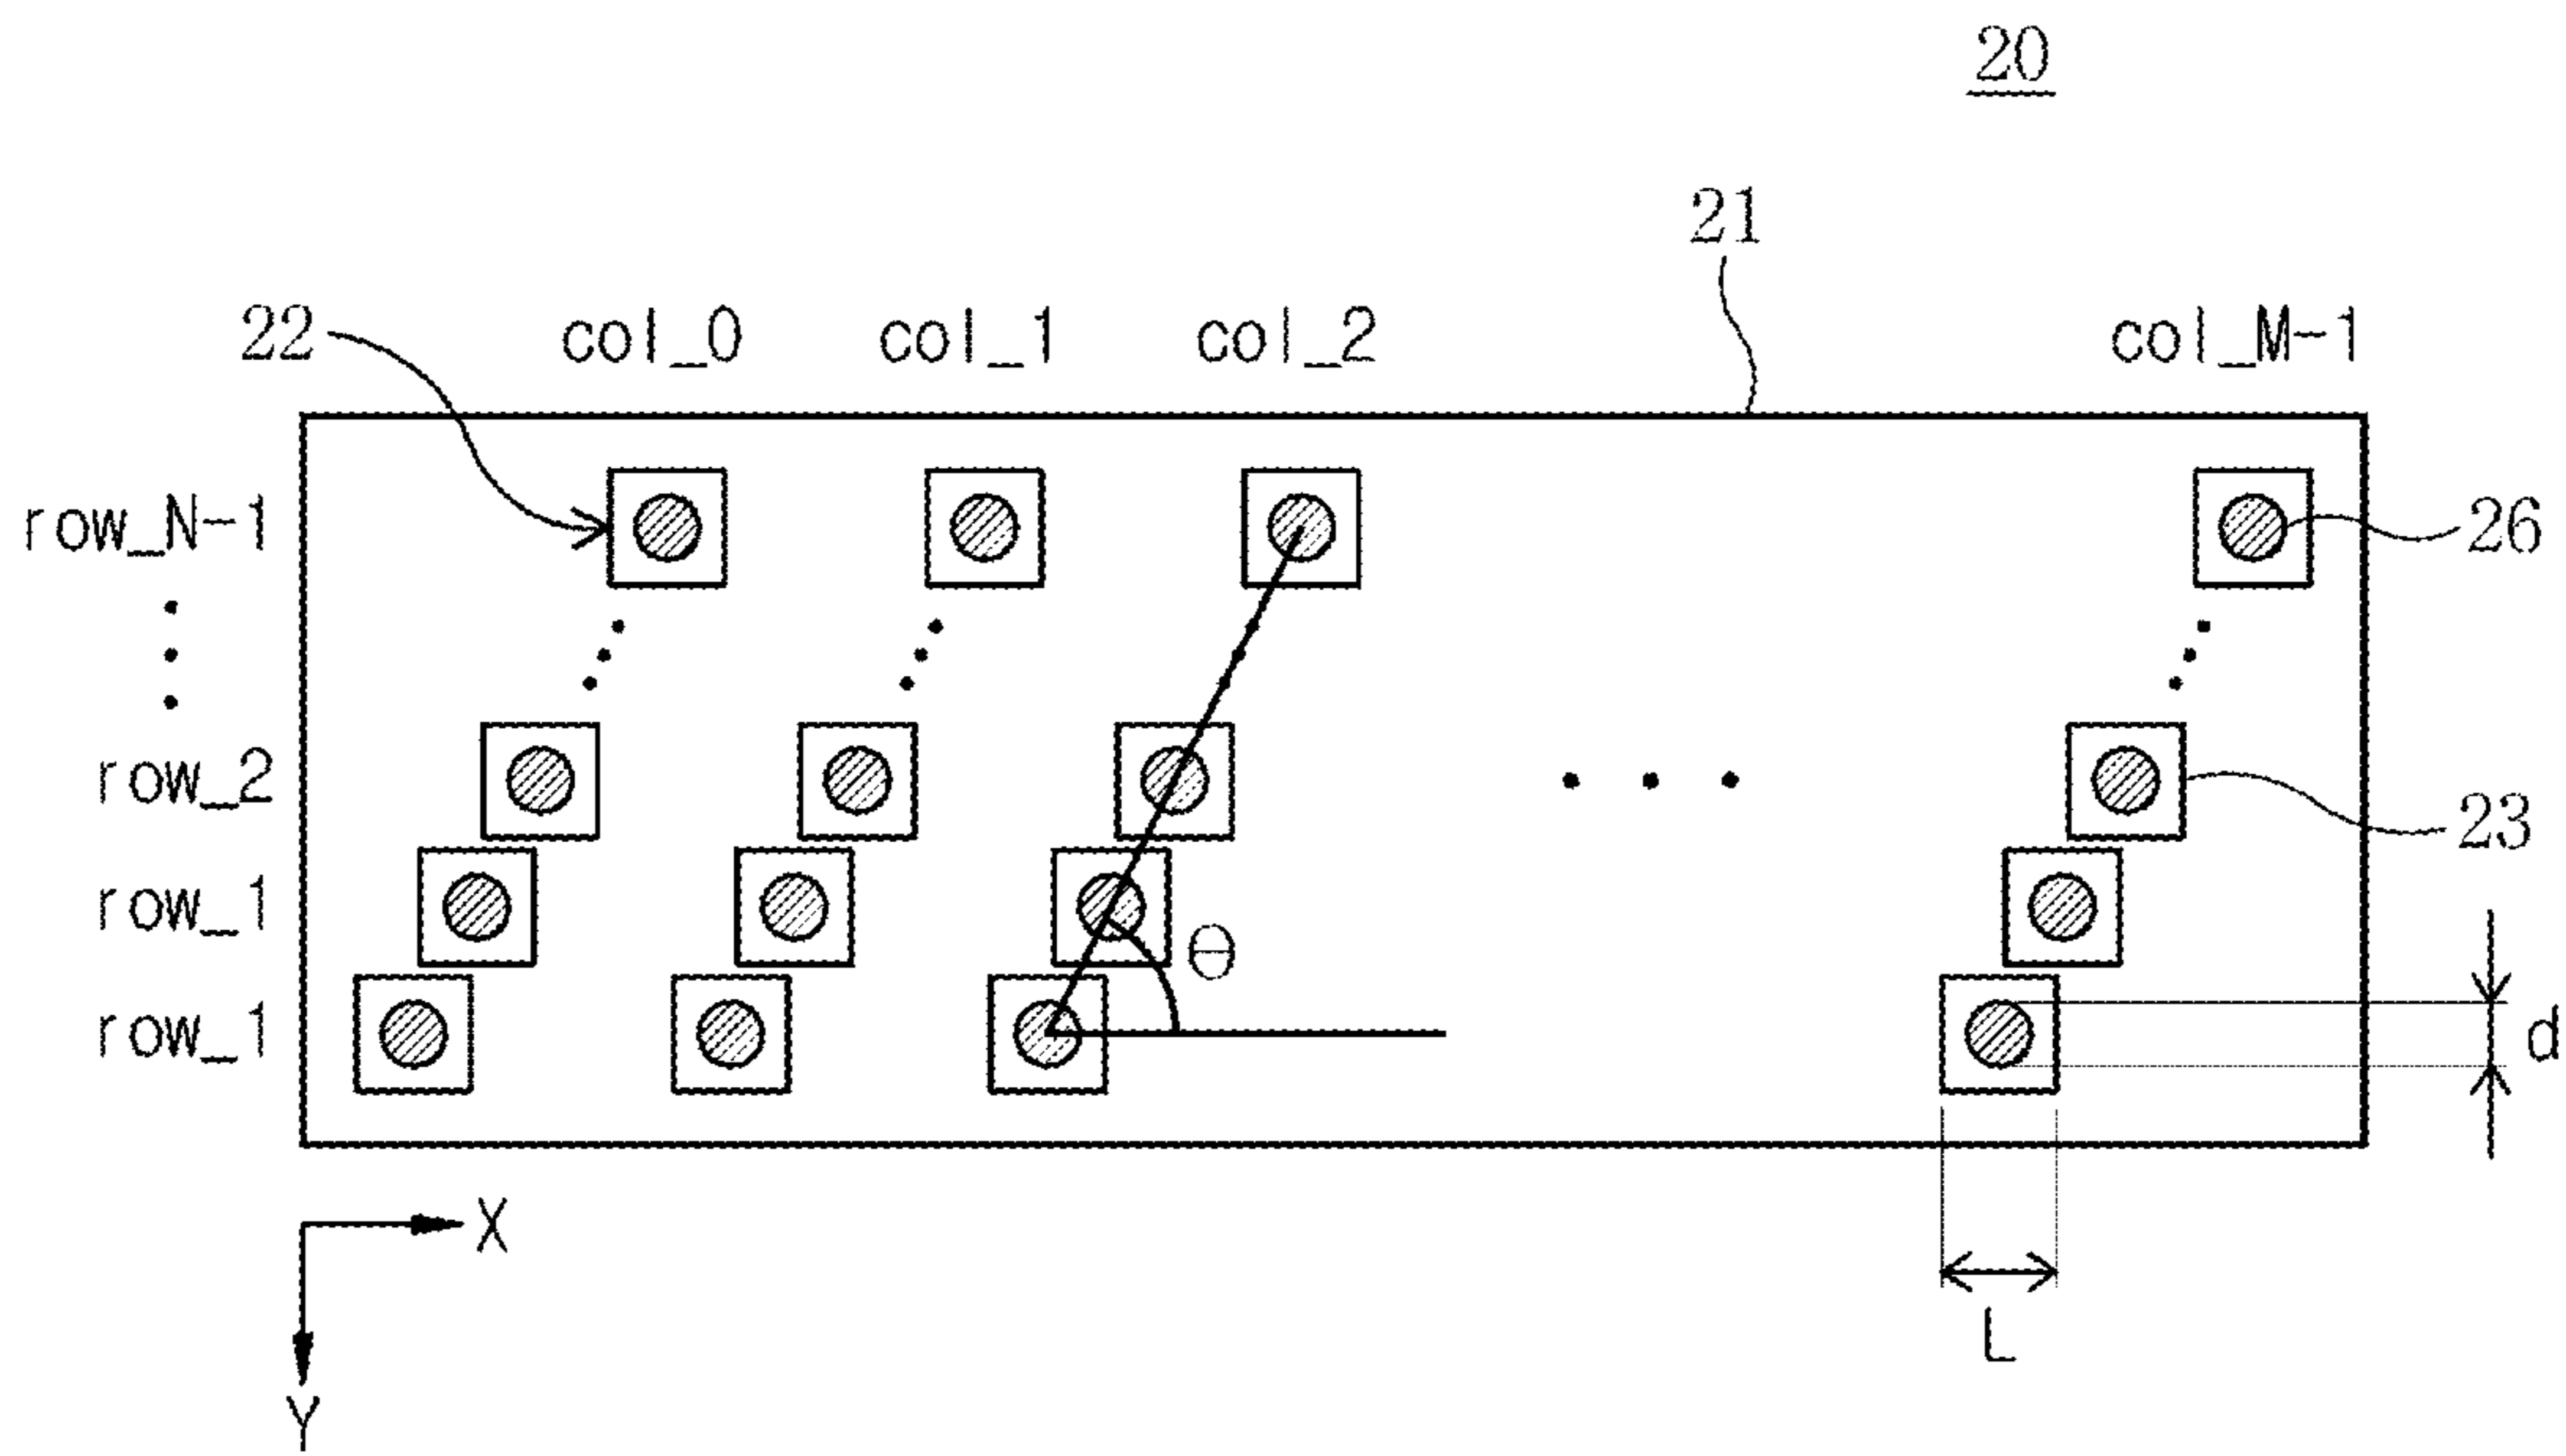 20
21
22 col_0 col_1 col_2 col_M-1
row_N-1 26
row_2 23
row_1 θ
row_1 d
X
L
Y